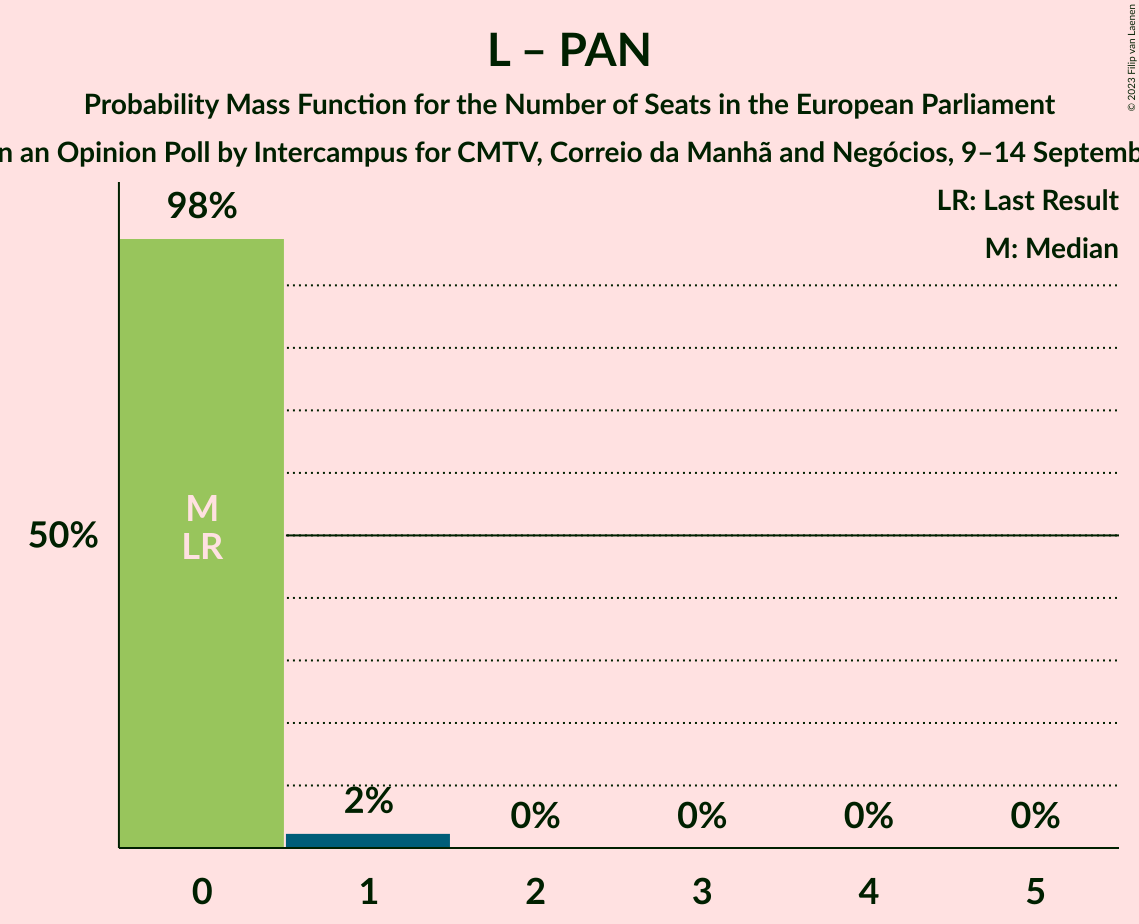 L – PAN
Probability Mass Function for the Number of Seats in the European Parliament
an Opinion Poll by Intercampus for CMTV, Correio da Manhã and Negócios, 9–14
© 2023 Filip van Laenen
LR: Last Result
M: Median
98%
M
LR
50%
2%
0%
0%
0%
0%
0
1
2
3
4
5